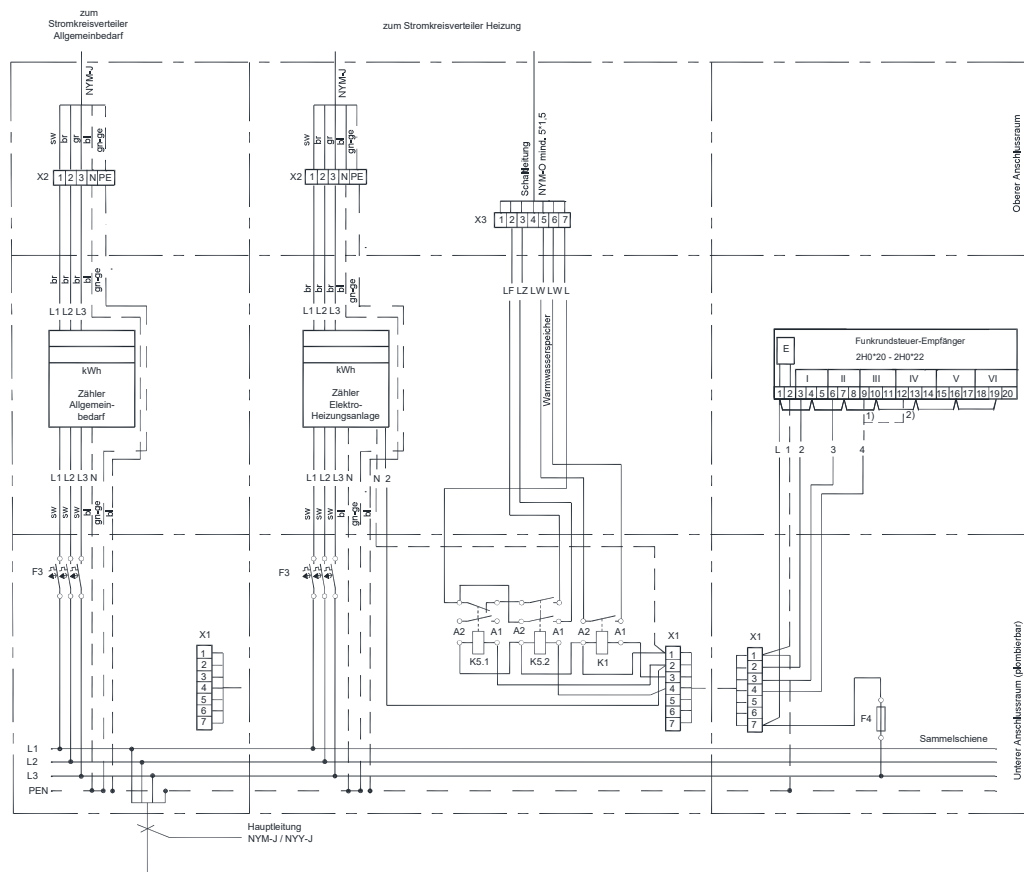 zum
Stromkreisverteiler
Allgemeinbedarf
zum Stromkreisverteiler Heizung
NYM-J
NYM-J
sw br gr bl gn-ge
sw br gr bl gn-ge
Schaltleitung
NYM-O mind. 5*1,5
Oberer Anschlussraum
X2 1 2 3 N PE
X2 1 2 3 N PE
X3 1 2 3 4 5 6 7
br br br bl gn-ge
br br br bl gn-ge
LF LZ LW LW L
L1 L2 L3
L1 L2 L3
Warmwasserspeicher
kWh
Zähler
Allgemein-
bedarf
kWh
Zähler
Elektro-
Heizungsanlage
E
Funkrundsteuer-Empfänger
2H0*20 - 2H0*22
I II III IV V VI
1 2 3 4 5 6 7 8 9 10 11 12 13 14 15 16 17 18 19 20
1) 2)
L 1 2 3 4
L1 L2 L3 N
L1 L2 L3 N N 2
sw sw sw bl gn-ge bl
sw sw sw bl gn-ge bl
F3
F3
A2 A1 A2 A1 A2 A1
K5.1 K5.2 K1
X1
1
2
3
4
5
6
7
X1
1
2
3
4
5
6
7
X1
1
2
3
4
5
6
7
F4
Unterer Anschlussraum (plombierbar)
Sammelschiene
L1
L2
L3
PEN
Hauptleitung
NYM-J / NYY-J